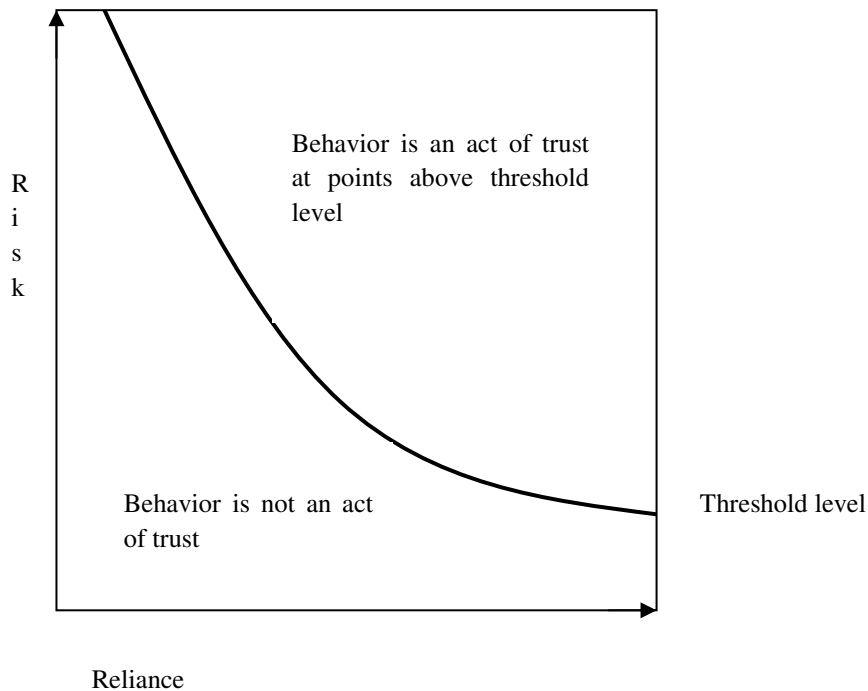 Behavior is an act of trust
at points above threshold
level
R
i
s
k
Behavior is not an act
of trust
Threshold level
Reliance